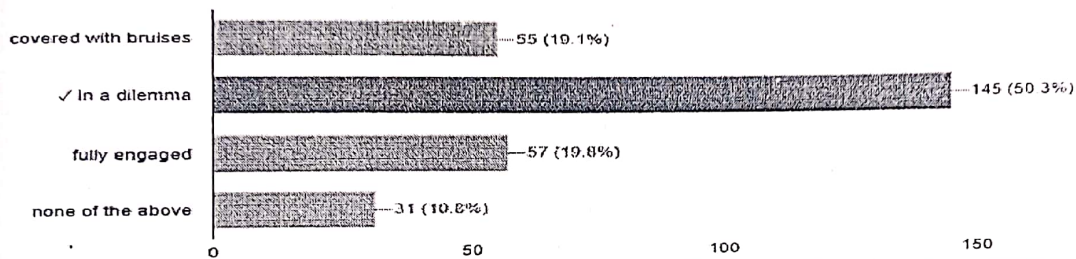 covered with bruises 55 (19.1%)
✓ In a dilemma 145 (50.3%)
fully engaged 57 (19.8%)
none of the above 31 (10.8%)
0 50 100 150